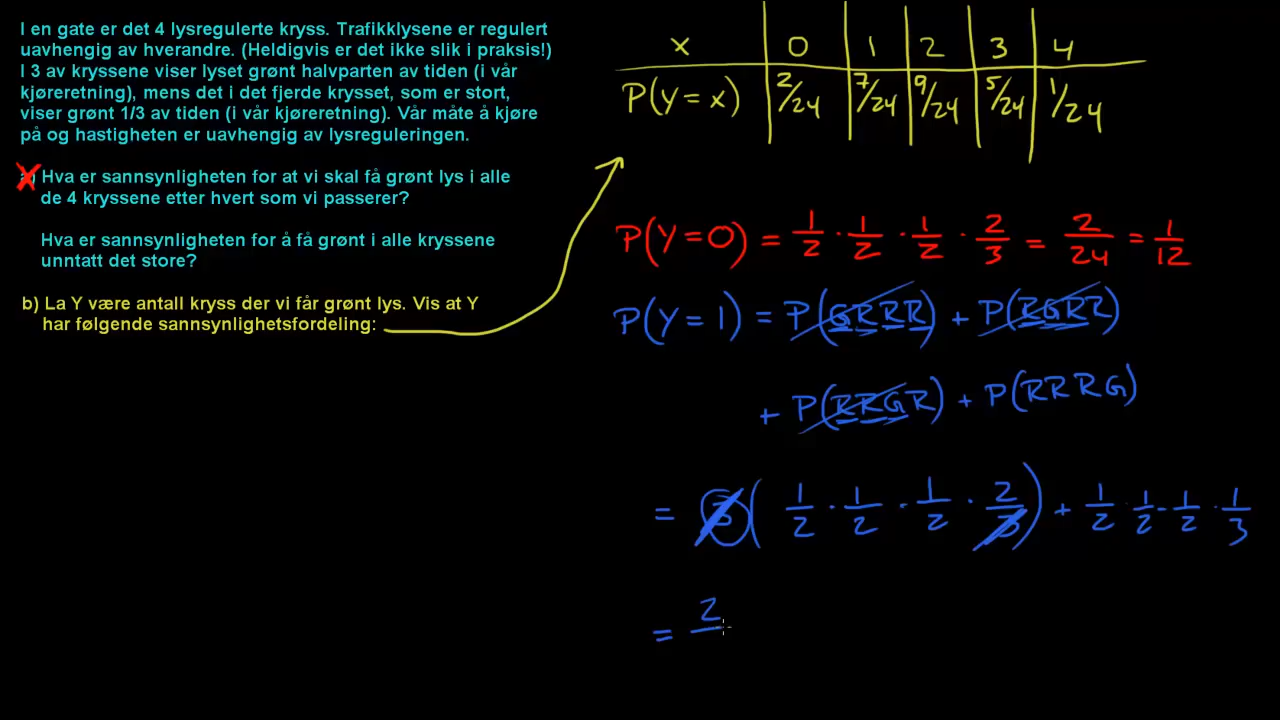 I en gate er det 4 lysregulerte kryss. Trafikklysene er regulert
uavhengig av hverandre. (Heldigvis er det ikke slik i praksis!)
I 3 av kryssene viser lyset grønt halvparten av tiden (i vår
kjøreretning), mens det i det fjerde krysset, som er stort,
viser grønt 1/3 av tiden (i vår kjøreretning). Vår måte å kjøre
på og hastigheten er uavhengig av lysreguleringen.
a) Hva er sannsynligheten for at vi skal få grønt lys i alle
de 4 kryssene etter hvert som vi passerer?
Hva er sannsynligheten for å få grønt i alle kryssene
unntatt det store?
b) La Y være antall kryss der vi får grønt lys. Vis at Y
har følgende sannsynlighetsfordeling:
x 0 1 2 3 4
P(Y=x) 2/24 7/24 9/24 5/24 1/24
P(Y=0) = 1/2 · 1/2 · 1/2 · 2/3 = 2/24 = 1/12
P(Y=1) = P(GRRR) + P(RGRR)
+ P(RRGR) + P(RRRG)
= 3( 1/2 · 1/2 · 1/2 · 2/3 ) + 1/2 · 1/2 · 1/2 · 1/3
= 2